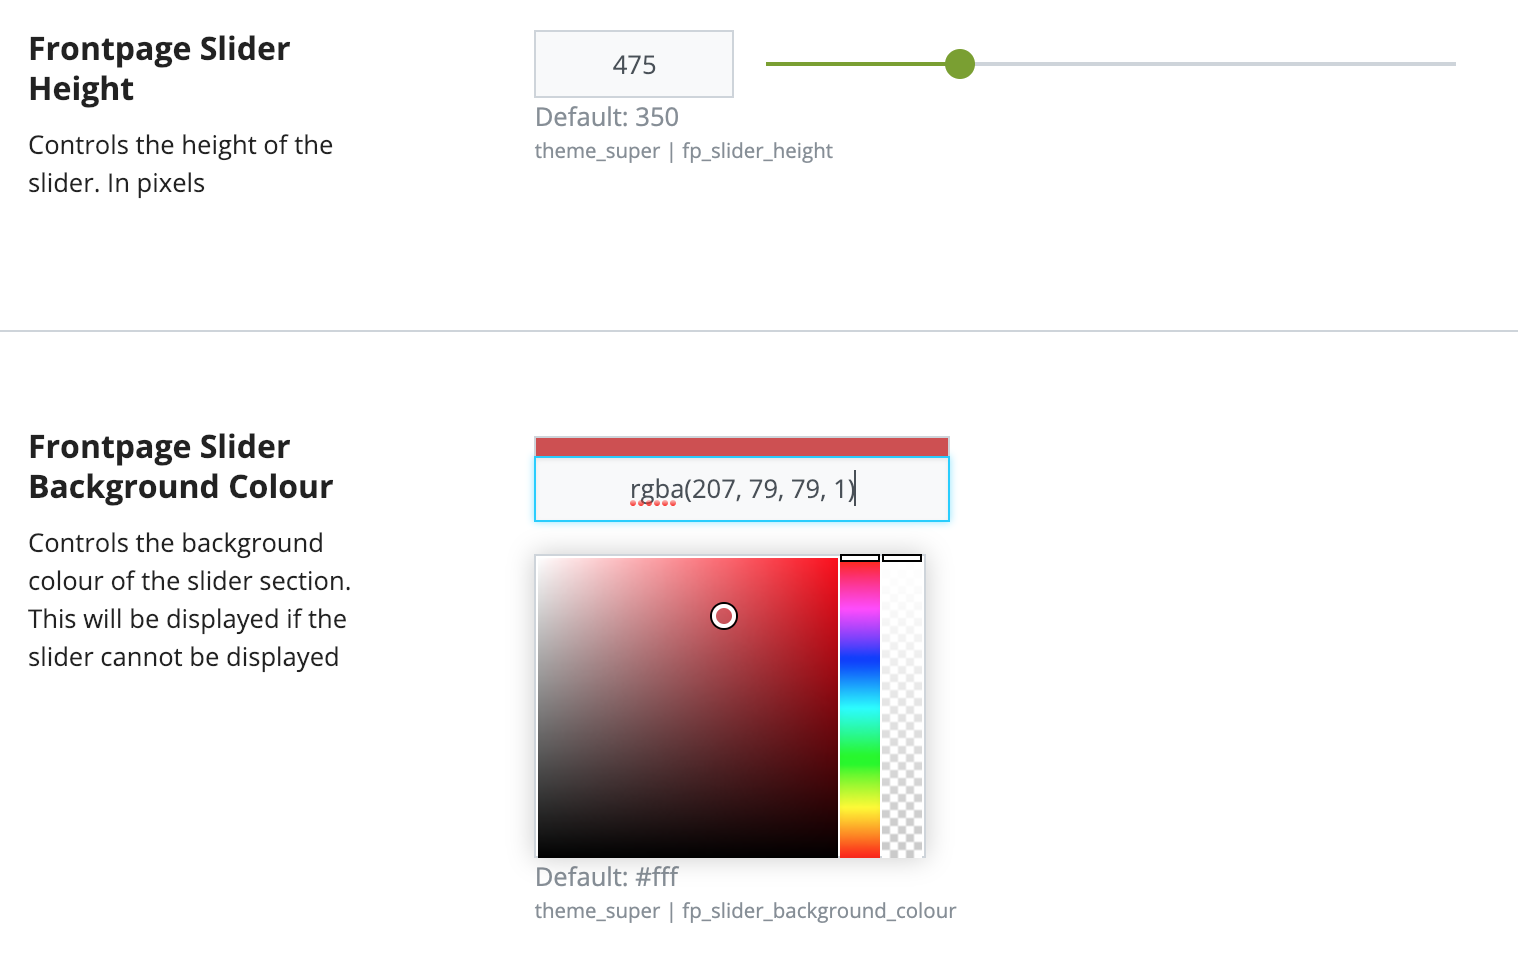 Frontpage Slider
Height
475
Default: 350
theme_super | fp_slider_height
Controls the height of the
slider. In pixels
Frontpage Slider
Background Colour
rgba(207, 79, 79, 1)
Controls the background
colour of the slider section.
This will be displayed if the
slider cannot be displayed
Default: #fff
theme_super | fp_slider_background_colour